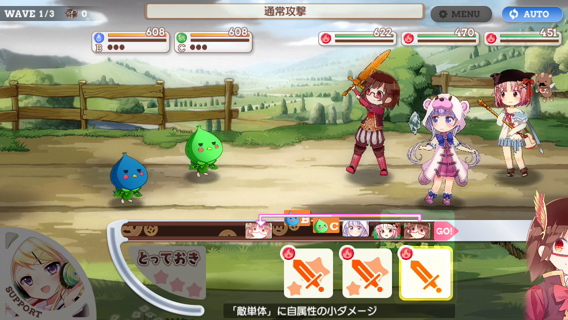 WAVE 1/3
0
通常攻撃
MENU
AUTO
608
B
608
C
622
470
451
B
C
GO!
とっておき
SUPPORT
「敵単体」に自属性の小ダメージ